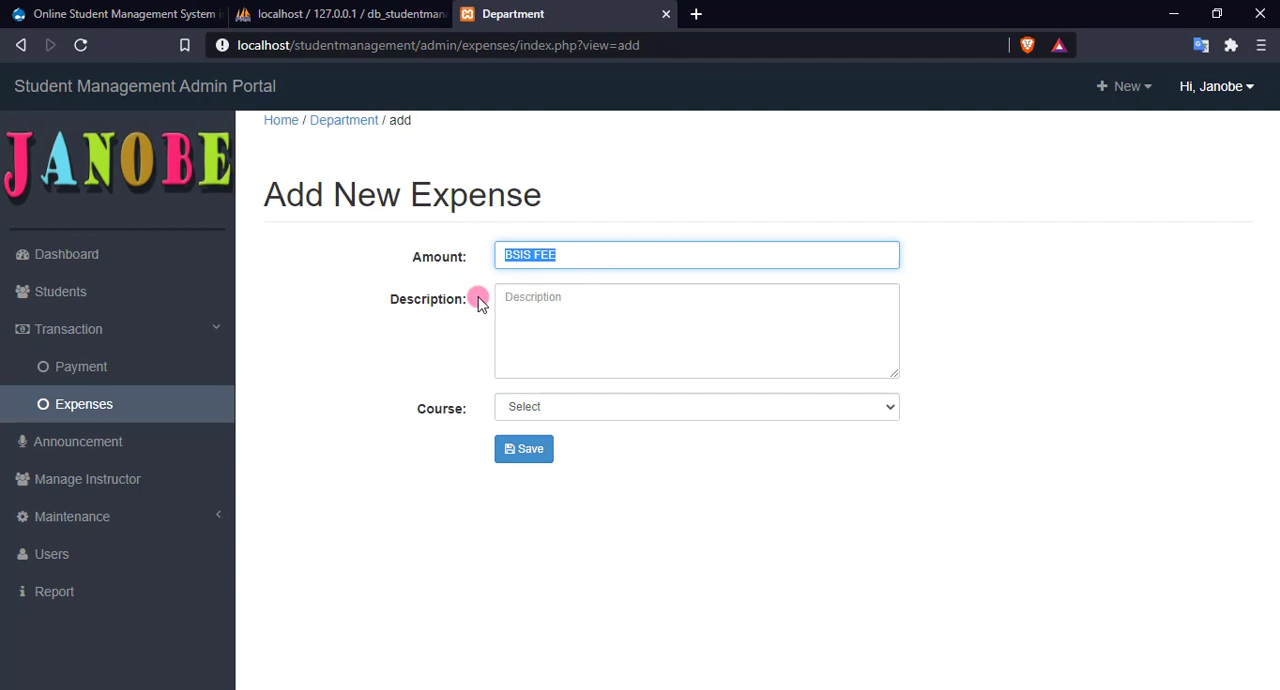 Online Student Management System i
localhost / 127.0.0.1 / db_studentman
Department
localhost/studentmanagement/admin/expenses/index.php?view=add
Student Management Admin Portal
New
Hi, Janobe
JANOBE
Dashboard
Students
Transaction
Payment
Expenses
Announcement
Manage Instructor
Maintenance
Users
Report
Home / Department / add
Add New Expense
Amount:
BSIS FEE
Description:
Description
Course:
Select
Save